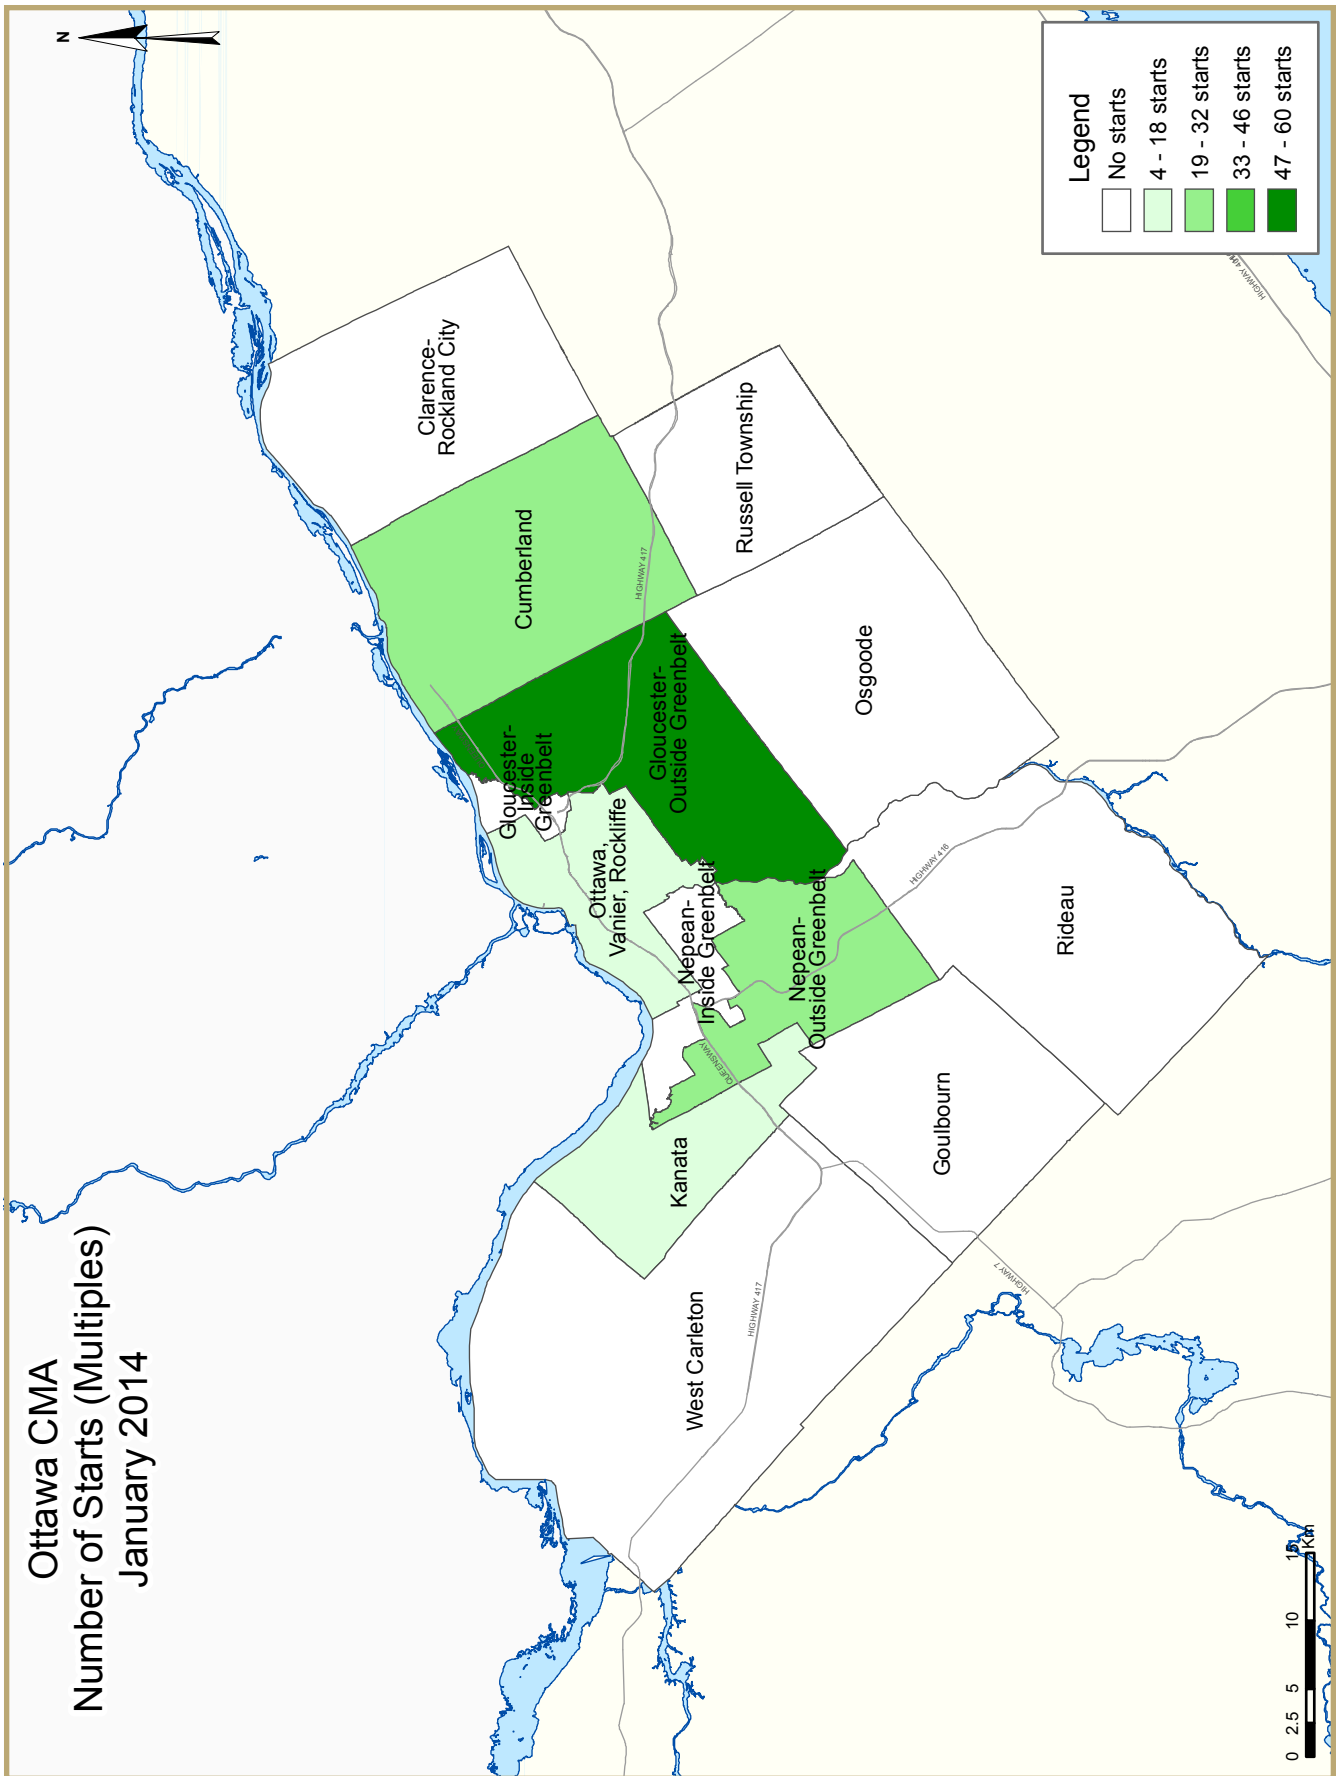 Ottawa CMA
Number of Starts (Multiples)
January 2014
N
Legend
No starts
4 - 18 starts
19 - 32 starts
33 - 46 starts
47 - 60 starts
Clarence-
Rockland City
Cumberland
Russell Township
HIGHWAY 417
Gloucester-
Inside
Greenbelt
Gloucester-
Outside Greenbelt
Osgoode
Ottawa,
Vanier, Rockliffe
Nepean-
Inside Greenbelt
Nepean-
Outside Greenbelt
HIGHWAY 416
QUEENSWAY
Rideau
Kanata
Goulbourn
West Carleton
HIGHWAY 417
HIGHWAY 7
0 2.5 5 10 15
Km